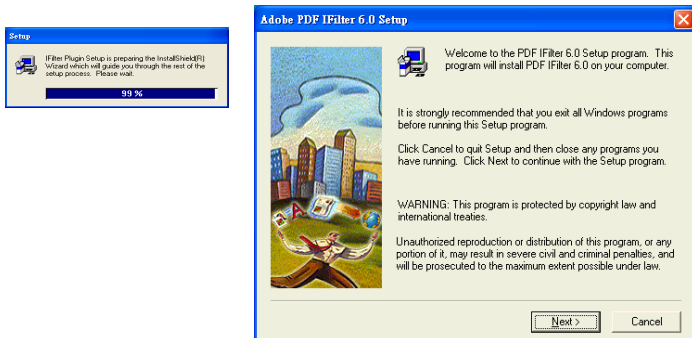 Setup
IFilter Plugin Setup is preparing the InstallShield(R)
Wizard which will guide you through the rest of the
setup process. Please wait.
99 %
Adobe PDF IFilter 6.0 Setup
Welcome to the PDF IFilter 6.0 Setup program. This
program will install PDF IFilter 6.0 on your computer.
It is strongly recommended that you exit all Windows programs
before running this Setup program.
Click Cancel to quit Setup and then close any programs you
have running. Click Next to continue with the Setup program.
WARNING: This program is protected by copyright law and
international treaties.
Unauthorized reproduction or distribution of this program, or any
portion of it, may result in severe civil and criminal penalties, and
will be prosecuted to the maximum extent possible under law.
Next >
Cancel